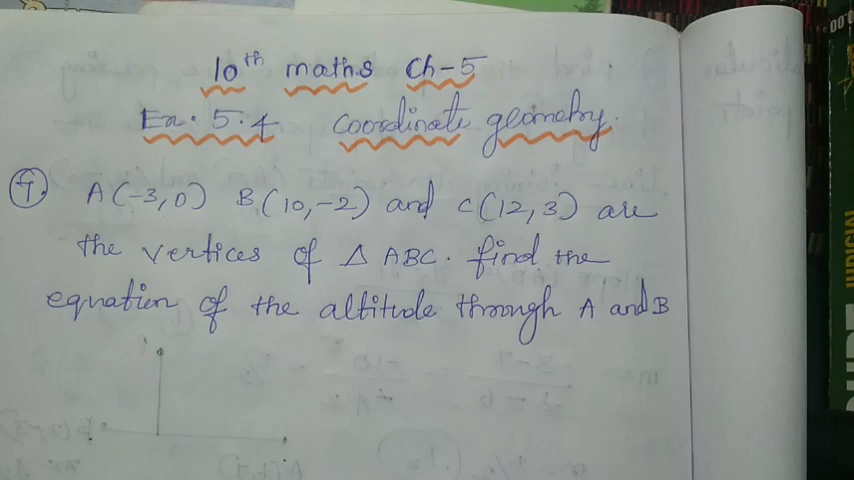 10th maths Ch-5
Ex. 5.4 Coordinate geometry.
7. A(-3,0) B(10,-2) and C(12,3) are
the vertices of Δ ABC. find the
equation of the altitude through A and B
JUDICIAL